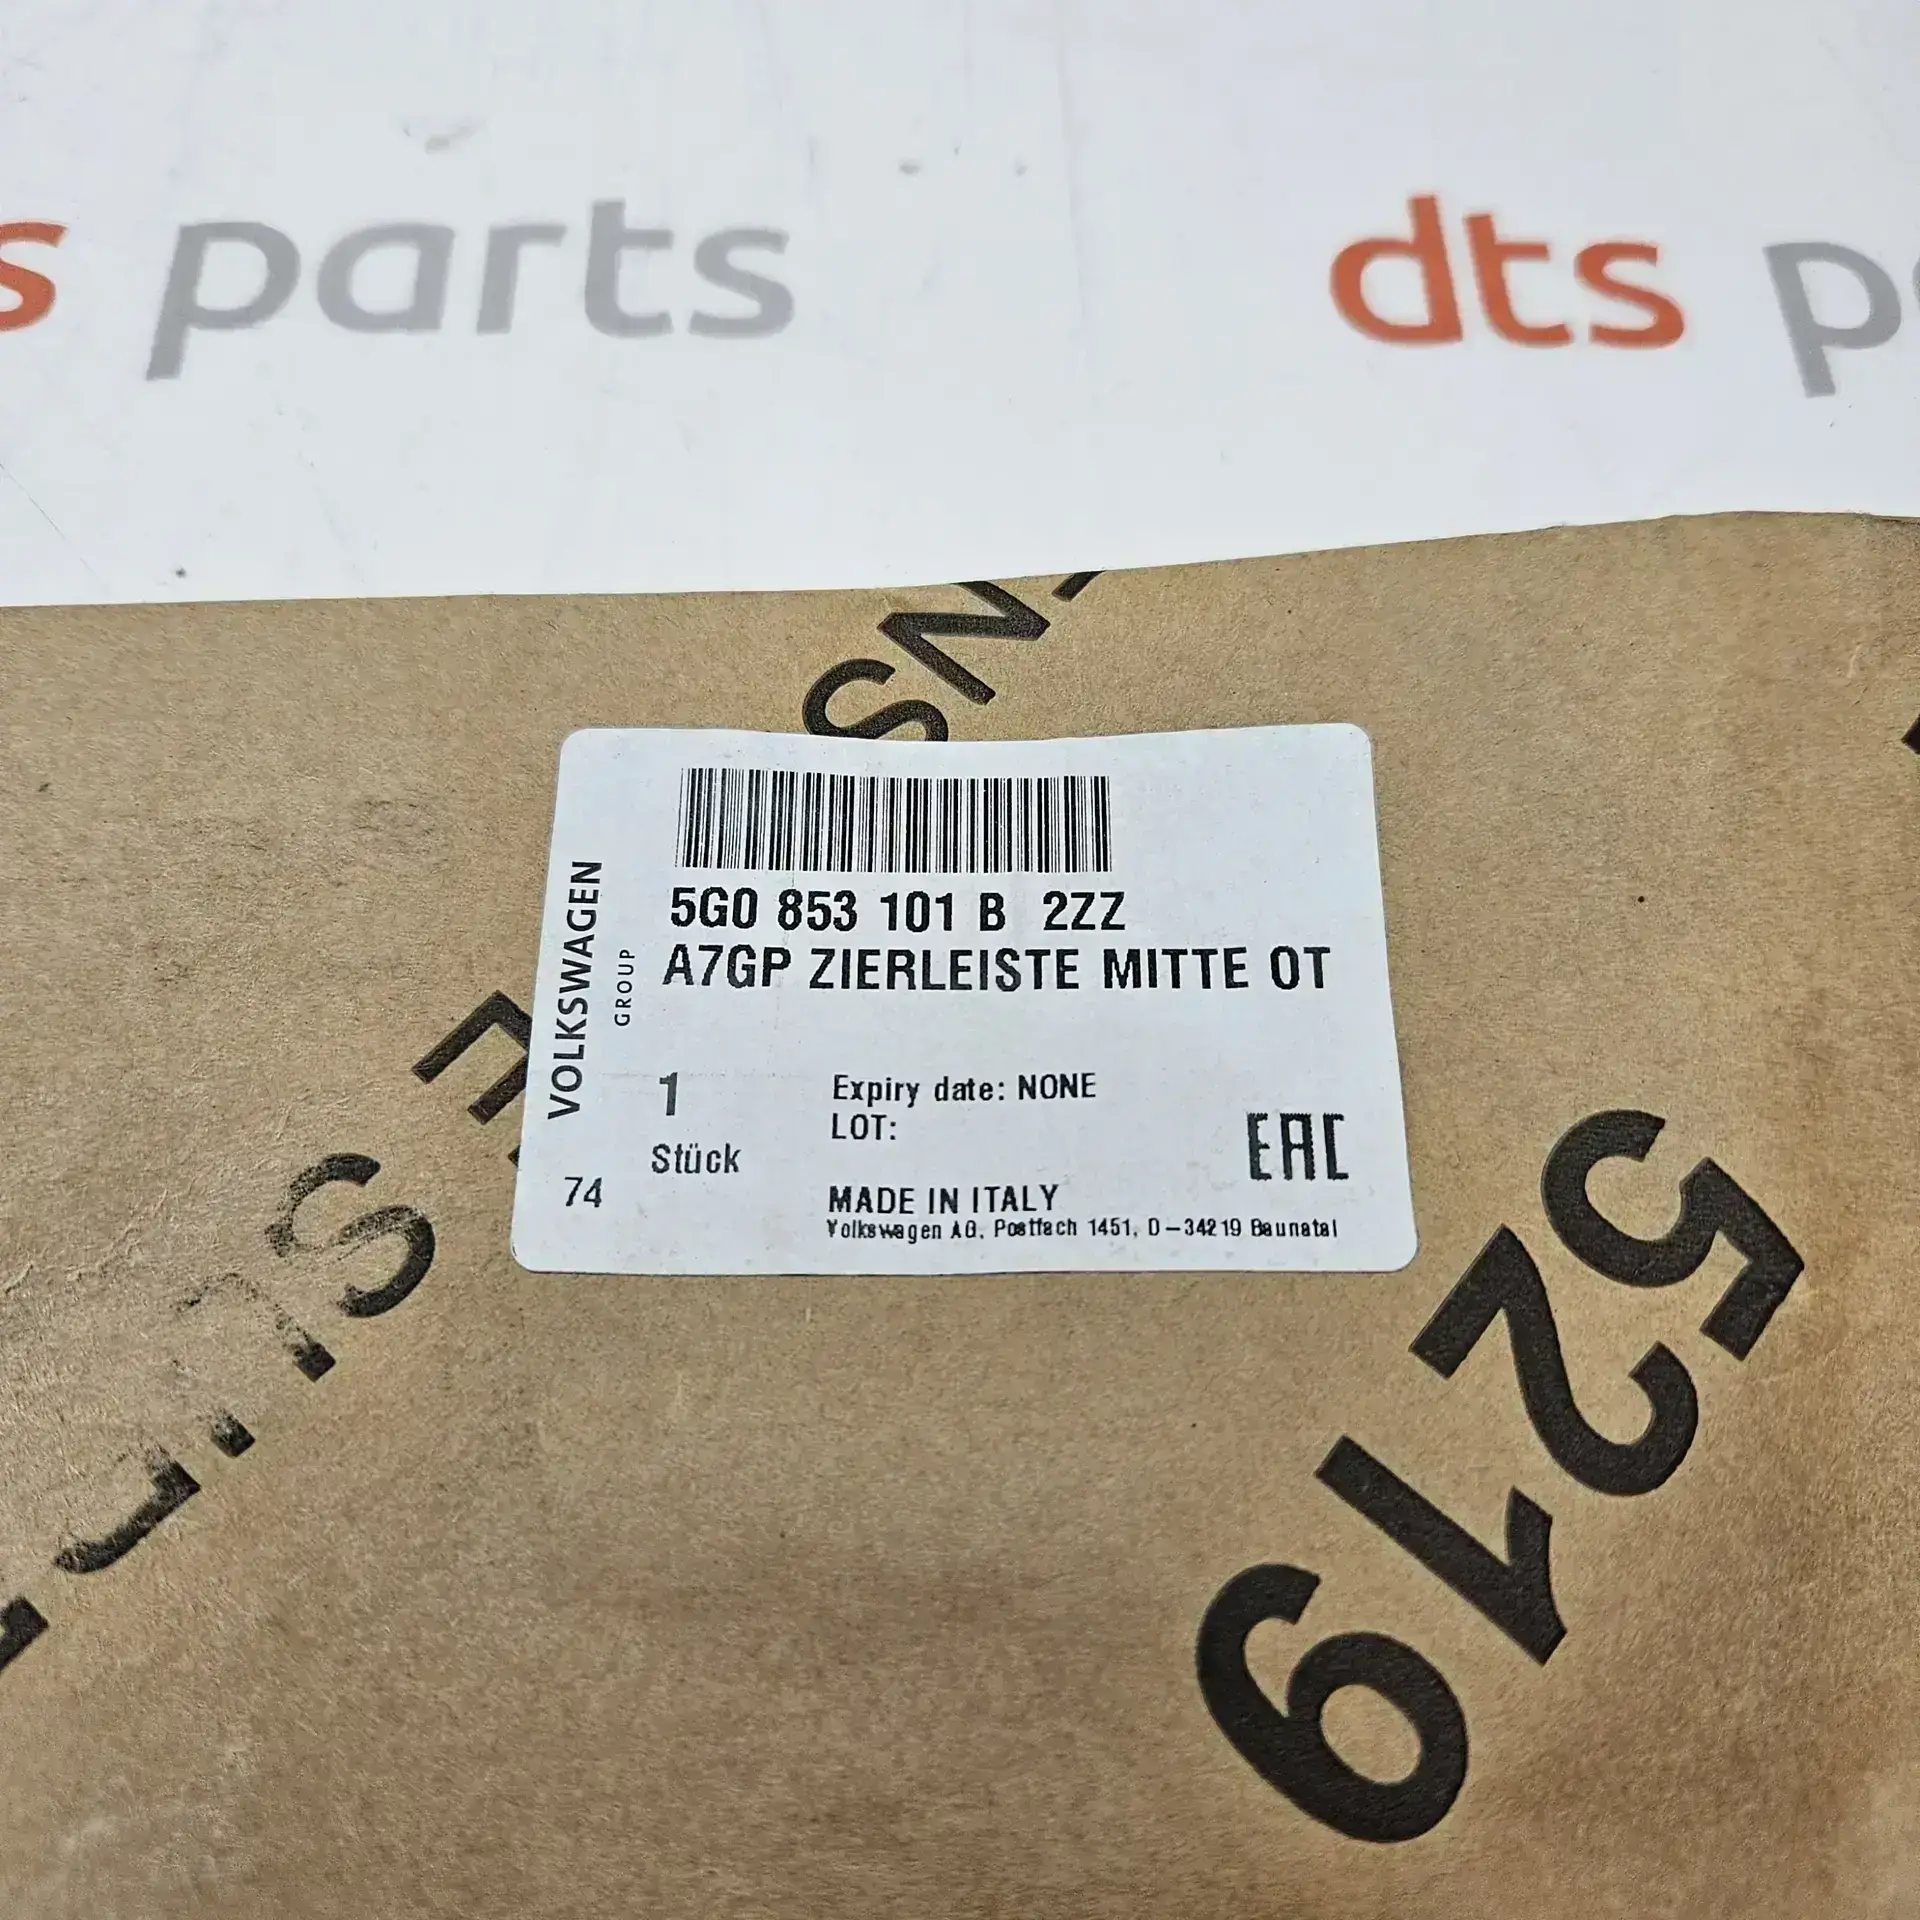 parts
dts
5G0 853 101 B 2ZZ
A7GP ZIERLEISTE MITTE OT
VOLKSWAGEN
GROUP
1
Stück
Expiry date: NONE
LOT:
EAC
74
MADE IN ITALY
Volkswagen AG, Postfach 1451, D-34219 Baunatal
5219